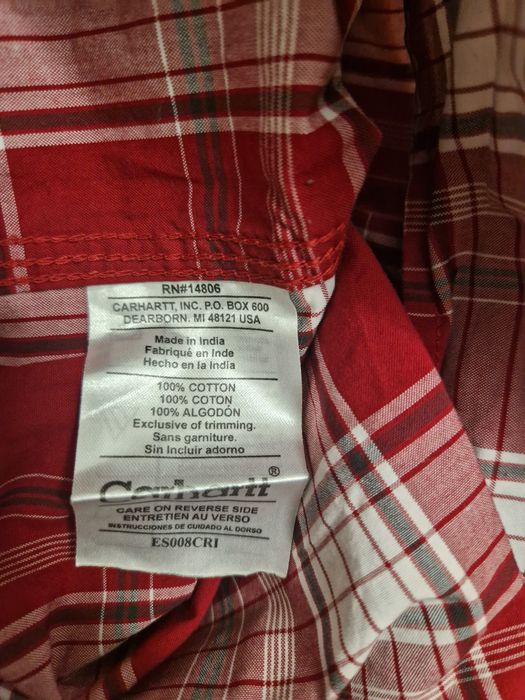 RN#14806
CARHARTT, INC. P.O. BOX 600
DEARBORN. MI 48121 USA
Made in India
Fabriqué en Inde
Hecho en la India
100% COTTON
100% COTON
100% ALGODÓN
Exclusive of trimming.
Sans garniture.
Sin Incluir adorno
Carhartt®
CARE ON REVERSE SIDE
ENTRETIEN AU VERSO
INSTRUCCIONES DE CUIDADO AL DORSO
ES008CRI